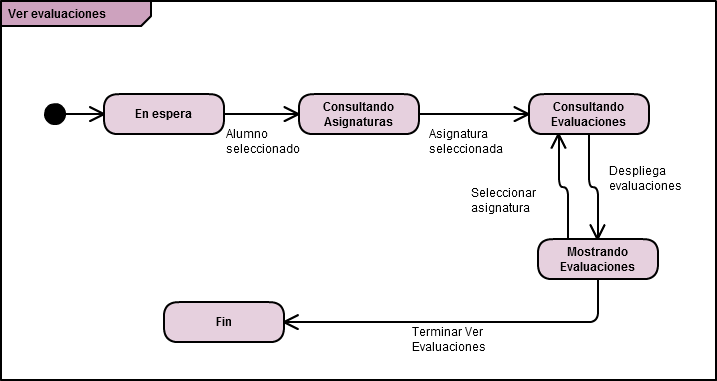 Ver evaluaciones
En espera
Alumno
seleccionado
Consultando
Asignaturas
Asignatura
seleccionada
Consultando
Evaluaciones
Despliega
evaluaciones
Seleccionar
asignatura
Mostrando
Evaluaciones
Terminar Ver
Evaluaciones
Fin